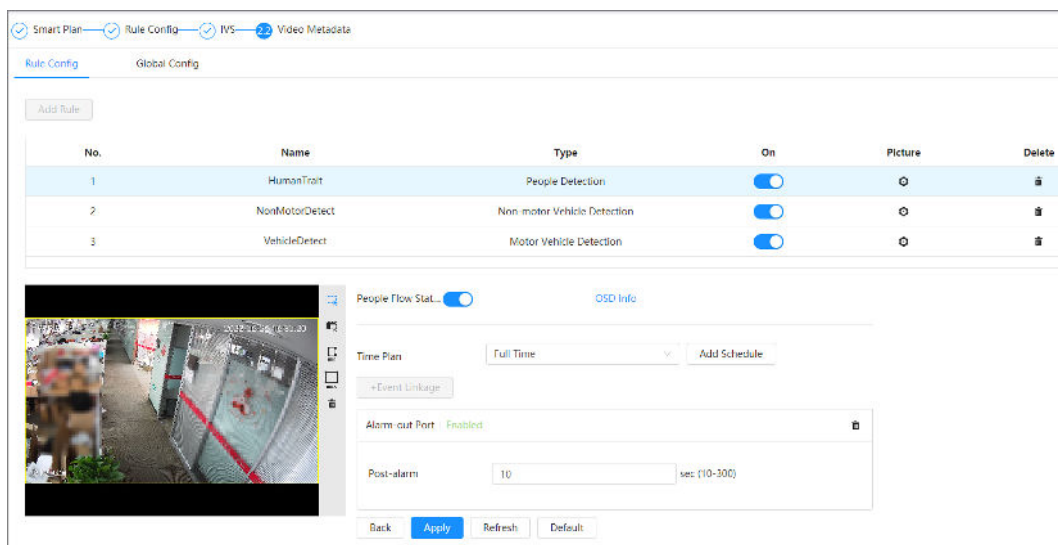 Smart Plan Rule Config IVS 2.2 Video Metadata
Rule Config Global Config
Add Rule
No. Name Type On Picture Delete
1 HumanTrait People Detection
2 NonMotorDetect Non-motor Vehicle Detection
3 VehicleDetect Motor Vehicle Detection
People Flow Stat... OSD Info
Time Plan Full Time Add Schedule
+Event Linkage
Alarm-out Port Enabled
Post-alarm 10 sec (10-300)
Back Apply Refresh Default